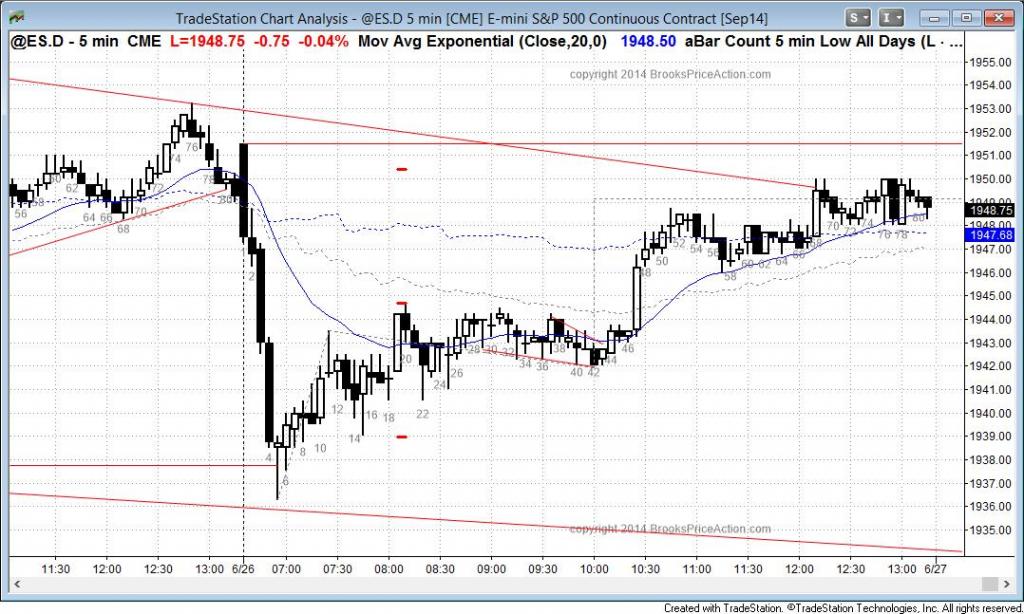 TradeStation Chart Analysis - @ES.D 5 min [CME] E-mini S&P 500 Continuous Contract [Sep14]
S I
@ES.D - 5 min CME L=1948.75 -0.75 -0.04% Mov Avg Exponential (Close,20,0) 1948.50 aBar Count 5 min Low All Days (L · ...
copyright 2014 BrooksPriceAction.com
1955.00
1954.00
1953.00
1952.00
1951.00
1950.00
1948.75
1947.68
1947.00
1946.00
1945.00
1944.00
1943.00
1942.00
1941.00
1940.00
1939.00
1938.00
1937.00
1936.00
1935.00
56 62 64 66 68 70 72 74 76
2 4 6 8 10 12 14 16 18 20 22 24 26 28 30 32 34 36 38 40 42 44 46 48 50 52 54 56 58 60 62 64 66 68 70 72 74 76 78 80
copyright 2014 BrooksPriceAction.com
11:30 12:00 12:30 13:00 6/26 07:00 07:30 08:00 08:30 09:00 09:30 10:00 10:30 11:00 11:30 12:00 12:30 13:00 6/27
Created with TradeStation. ©TradeStation Technologies, Inc. All rights reserved.